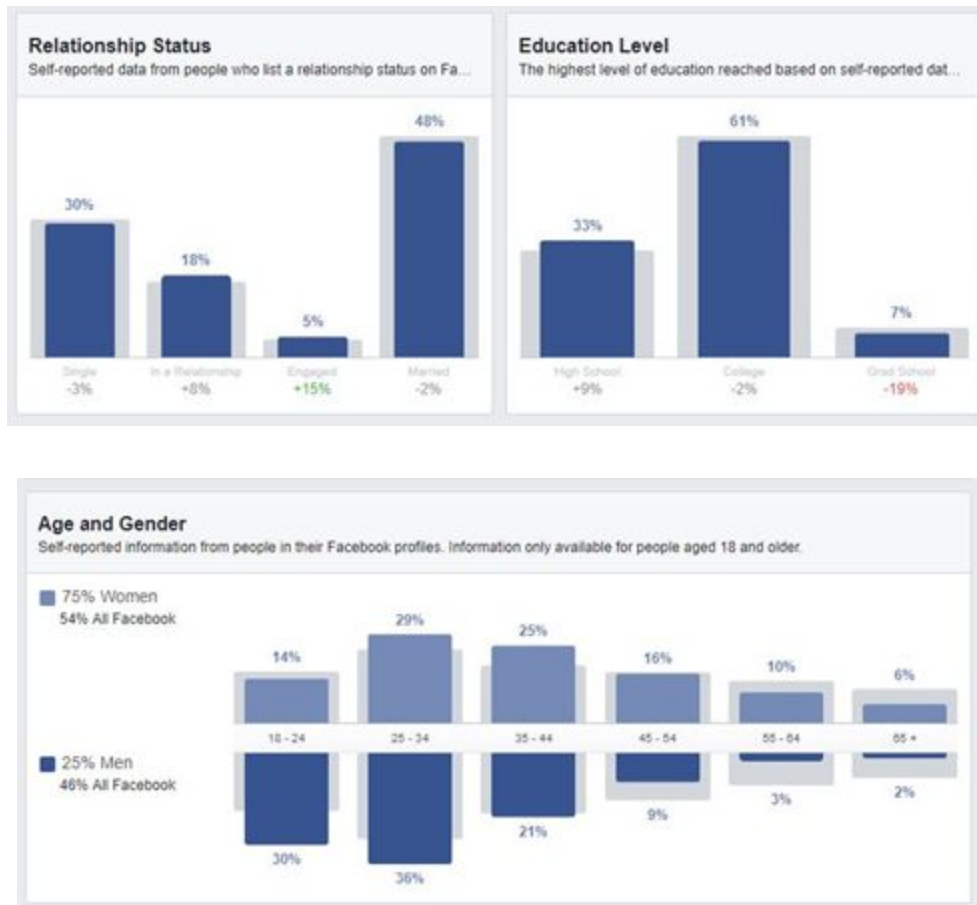 Relationship Status
Self-reported data from people who list a relationship status on Fa...
30%
18%
5%
48%
Single
In a Relationship
Engaged
Married
-3%
+8%
+15%
-2%
Education Level
The highest level of education reached based on self-reported dat...
33%
61%
7%
High School
College
Grad School
+9%
-2%
-19%
Age and Gender
Self-reported information from people in their Facebook profiles. Information only available for people aged 18 and older.
75% Women
54% All Facebook
14%
29%
25%
16%
10%
6%
18 - 24
25 - 34
35 - 44
45 - 54
55 - 64
65 +
25% Men
46% All Facebook
30%
36%
21%
9%
3%
2%